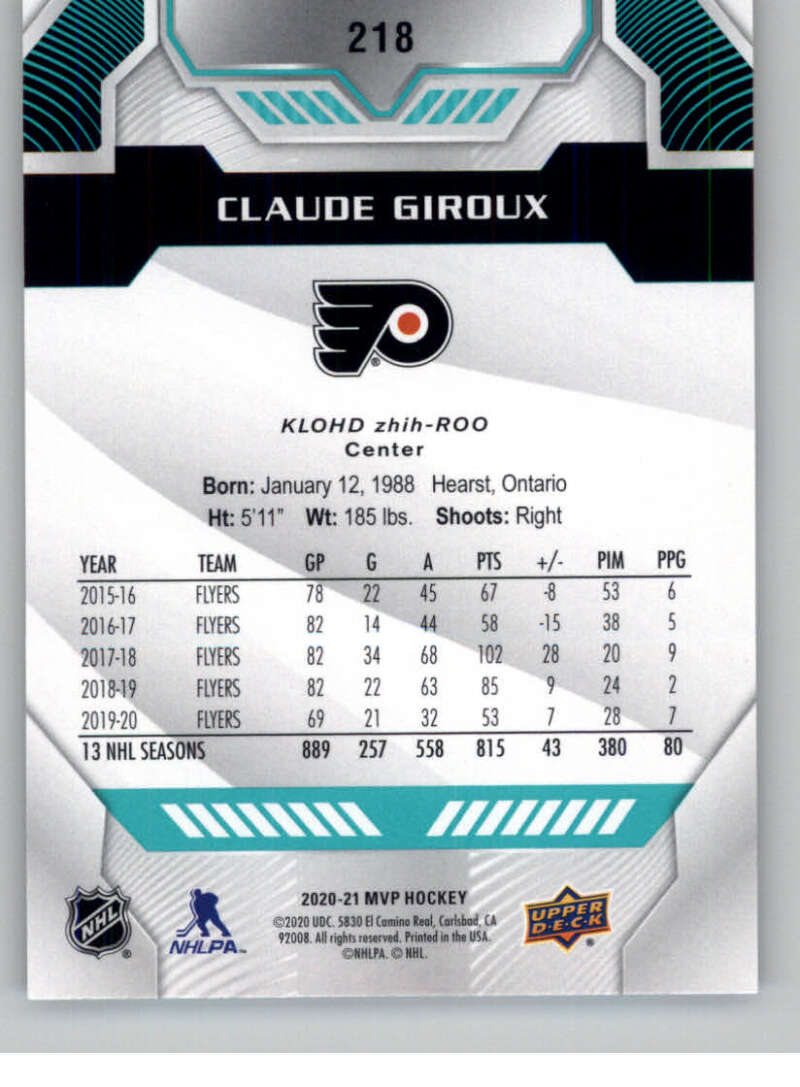 218
CLAUDE GIROUX
®
KLOHD zhih-ROO
Center
Born: January 12, 1988 Hearst, Ontario
Ht: 5'11" Wt: 185 lbs. Shoots: Right
YEAR TEAM GP G A PTS +/- PIM PPG
2015-16 FLYERS 78 22 45 67 -8 53 6
2016-17 FLYERS 82 14 44 58 -15 38 5
2017-18 FLYERS 82 34 68 102 28 20 9
2018-19 FLYERS 82 22 63 85 9 24 2
2019-20 FLYERS 69 21 32 53 7 28 7
13 NHL SEASONS 889 257 558 815 43 380 80
NHL ®
NHLPA™
2020-21 MVP HOCKEY
©2020 UDC. 5830 El Camino Real, Carlsbad, CA
92008. All rights reserved. Printed in the USA.
©NHLPA. © NHL.
UPPER
D·E·C·K ®